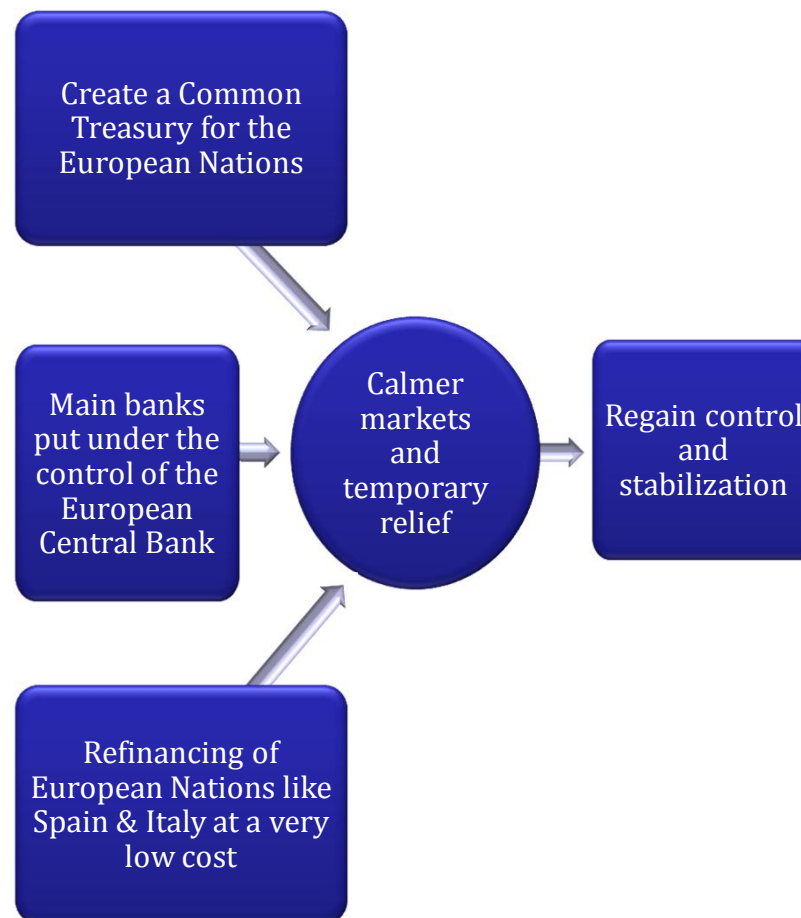 Create a Common
Treasury for the
European Nations
Main banks
put under the
control of the
European
Central Bank
Refinancing of
European Nations like
Spain & Italy at a very
low cost
Calmer
markets
and
temporary
relief
Regain control
and
stabilization